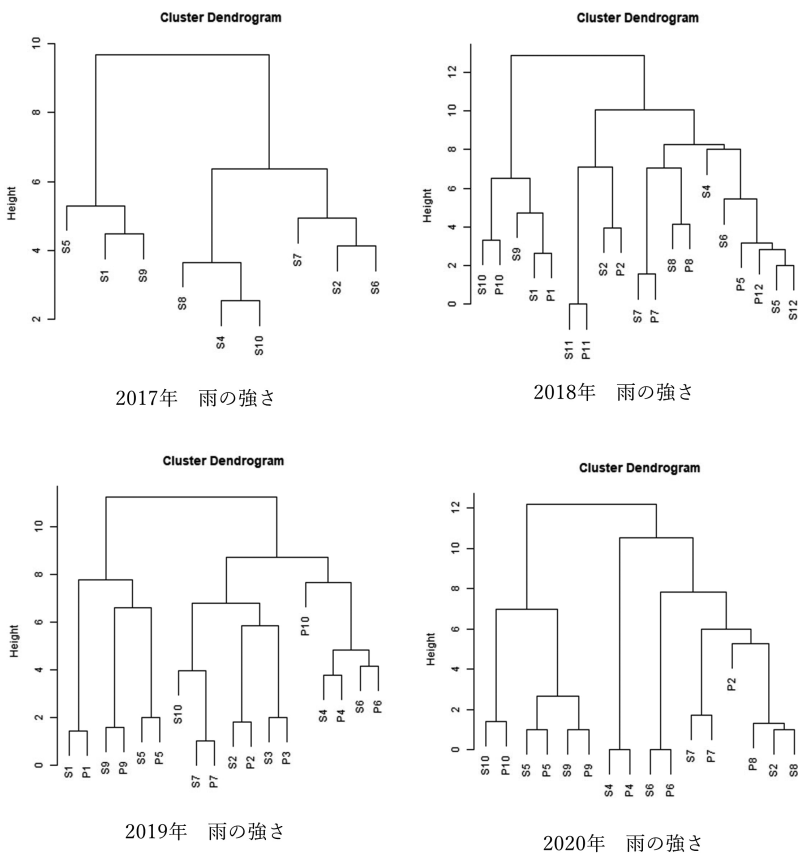 Cluster Dendrogram
Height
10
8
6
4
2
S5
S1
S9
S8
S4
S10
S7
S2
S6
2017年　雨の強さ
Cluster Dendrogram
Height
12
10
8
6
4
2
0
S10
P10
S9
S1
P1
S11
P11
S2
P2
S7
P7
S8
P8
S4
S6
P5
P12
S5
S12
2018年　雨の強さ
Cluster Dendrogram
Height
10
8
6
4
2
0
S1
P1
S9
P9
S5
P5
S10
S7
P7
S2
P2
S3
P3
P10
S4
P4
S6
P6
2019年　雨の強さ
Cluster Dendrogram
Height
12
10
8
6
4
2
0
S10
P10
S5
P5
S9
P9
S4
P4
S6
P6
S7
P7
P2
P8
S2
S8
2020年　雨の強さ